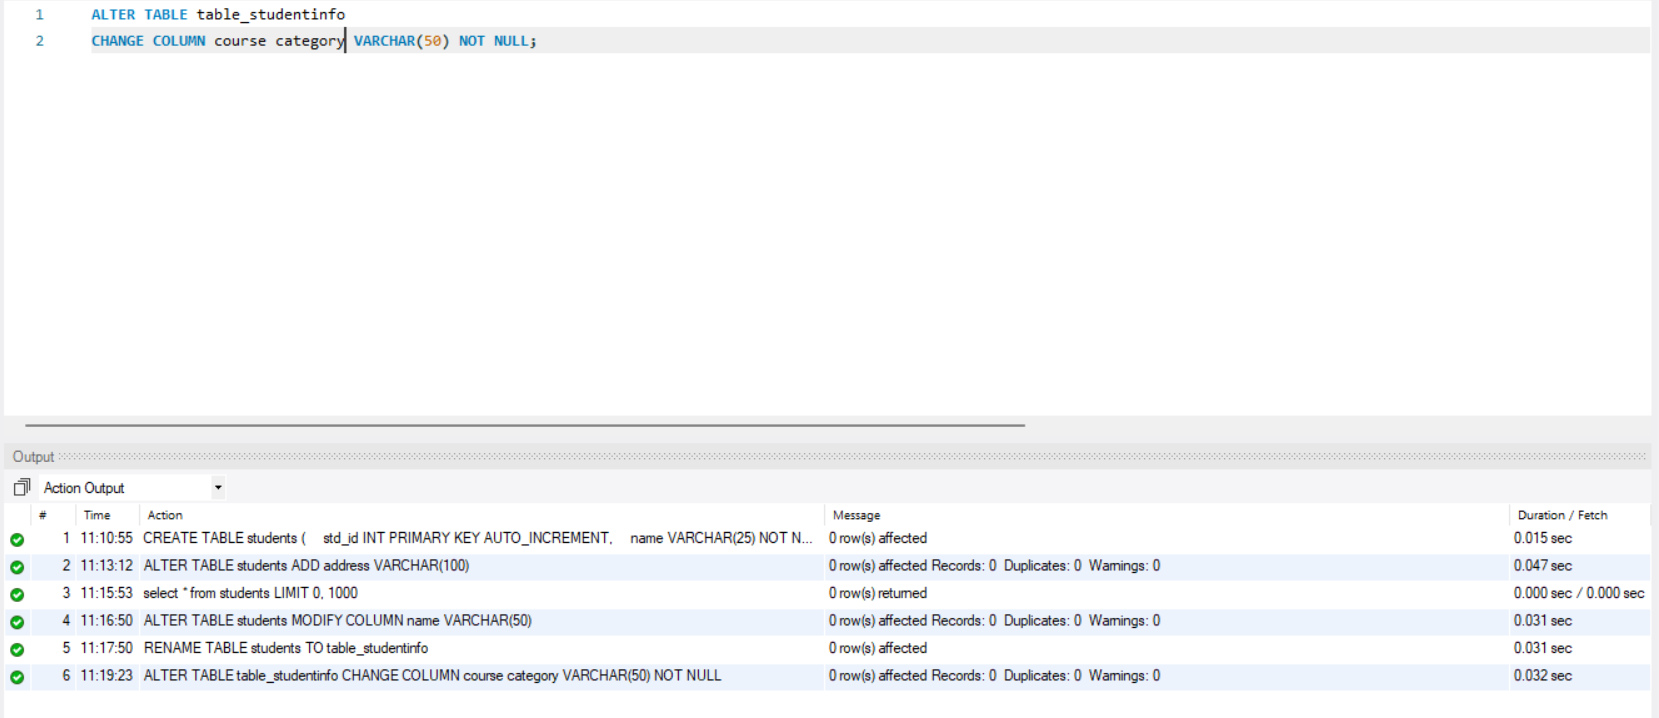 1 ALTER TABLE table_studentinfo
2 CHANGE COLUMN course category VARCHAR(50) NOT NULL;
Output
Action Output
# Time Action Message Duration / Fetch
1 11:10:55 CREATE TABLE students ( std_id INT PRIMARY KEY AUTO_INCREMENT, name VARCHAR(25) NOT N... 0 row(s) affected 0.015 sec
2 11:13:12 ALTER TABLE students ADD address VARCHAR(100) 0 row(s) affected Records: 0 Duplicates: 0 Warnings: 0 0.047 sec
3 11:15:53 select * from students LIMIT 0, 1000 0 row(s) returned 0.000 sec / 0.000 sec
4 11:16:50 ALTER TABLE students MODIFY COLUMN name VARCHAR(50) 0 row(s) affected Records: 0 Duplicates: 0 Warnings: 0 0.031 sec
5 11:17:50 RENAME TABLE students TO table_studentinfo 0 row(s) affected 0.031 sec
6 11:19:23 ALTER TABLE table_studentinfo CHANGE COLUMN course category VARCHAR(50) NOT NULL 0 row(s) affected Records: 0 Duplicates: 0 Warnings: 0 0.032 sec